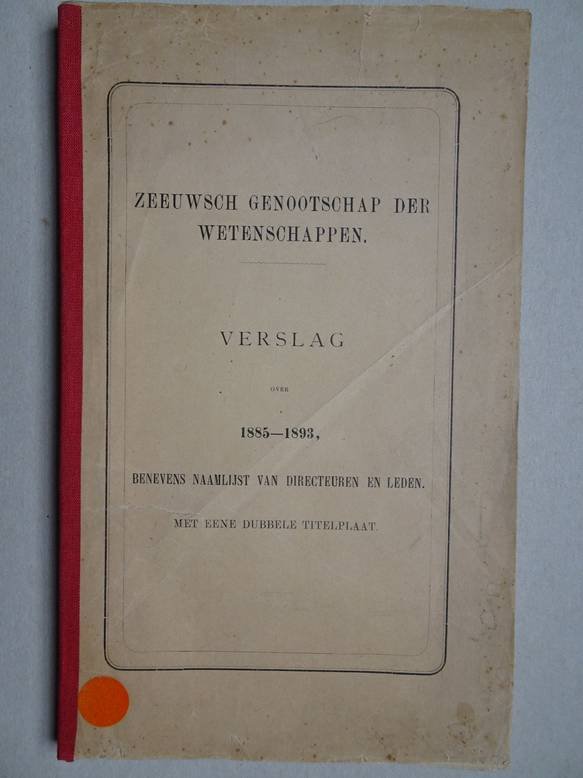 ZEEUWSCH GENOOTSCHAP DER
WETENSCHAPPEN.
VERSLAG
OVER
1885—1893,
BENEVENS NAAMLIJST VAN DIRECTEUREN EN LEDEN.
MET EENE DUBBELE TITELPLAAT.